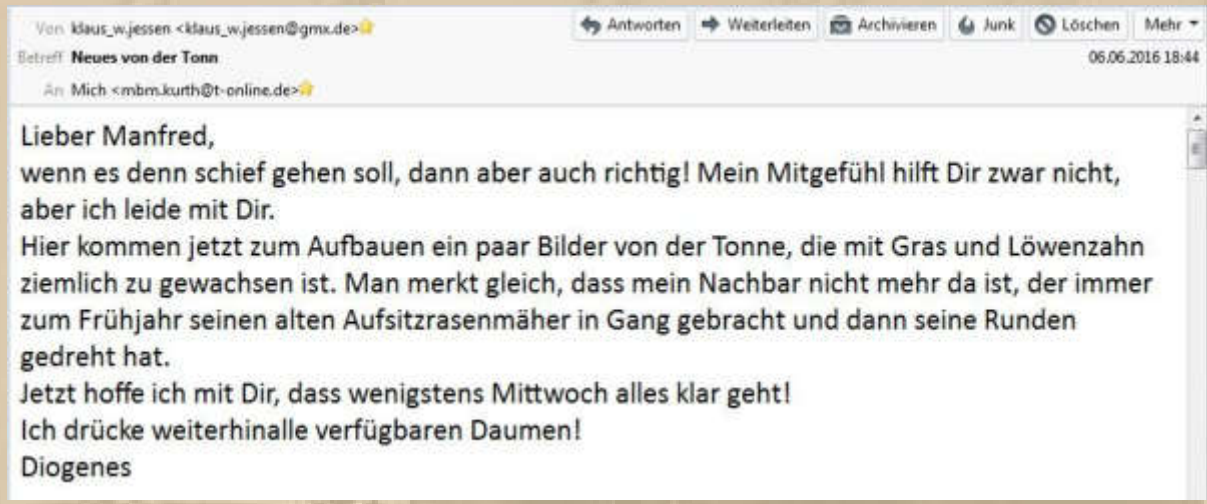 Von klaus_w.jessen <klaus_w.jessen@gmx.de>
Antworten Weiterleiten Archivieren Junk Löschen Mehr
Betreff Neues von der Tonn
06.06.2016 18:44
An Mich <mbm.kurth@t-online.de>
Lieber Manfred,
wenn es denn schief gehen soll, dann aber auch richtig! Mein Mitgefühl hilft Dir zwar nicht,
aber ich leide mit Dir.
Hier kommen jetzt zum Aufbauen ein paar Bilder von der Tonne, die mit Gras und Löwenzahn
ziemlich zu gewachsen ist. Man merkt gleich, dass mein Nachbar nicht mehr da ist, der immer
zum Frühjahr seinen alten Aufsitzrasenmäher in Gang gebracht und dann seine Runden
gedreht hat.
Jetzt hoffe ich mit Dir, dass wenigstens Mittwoch alles klar geht!
Ich drücke weiterhinalle verfügbaren Daumen!
Diogenes